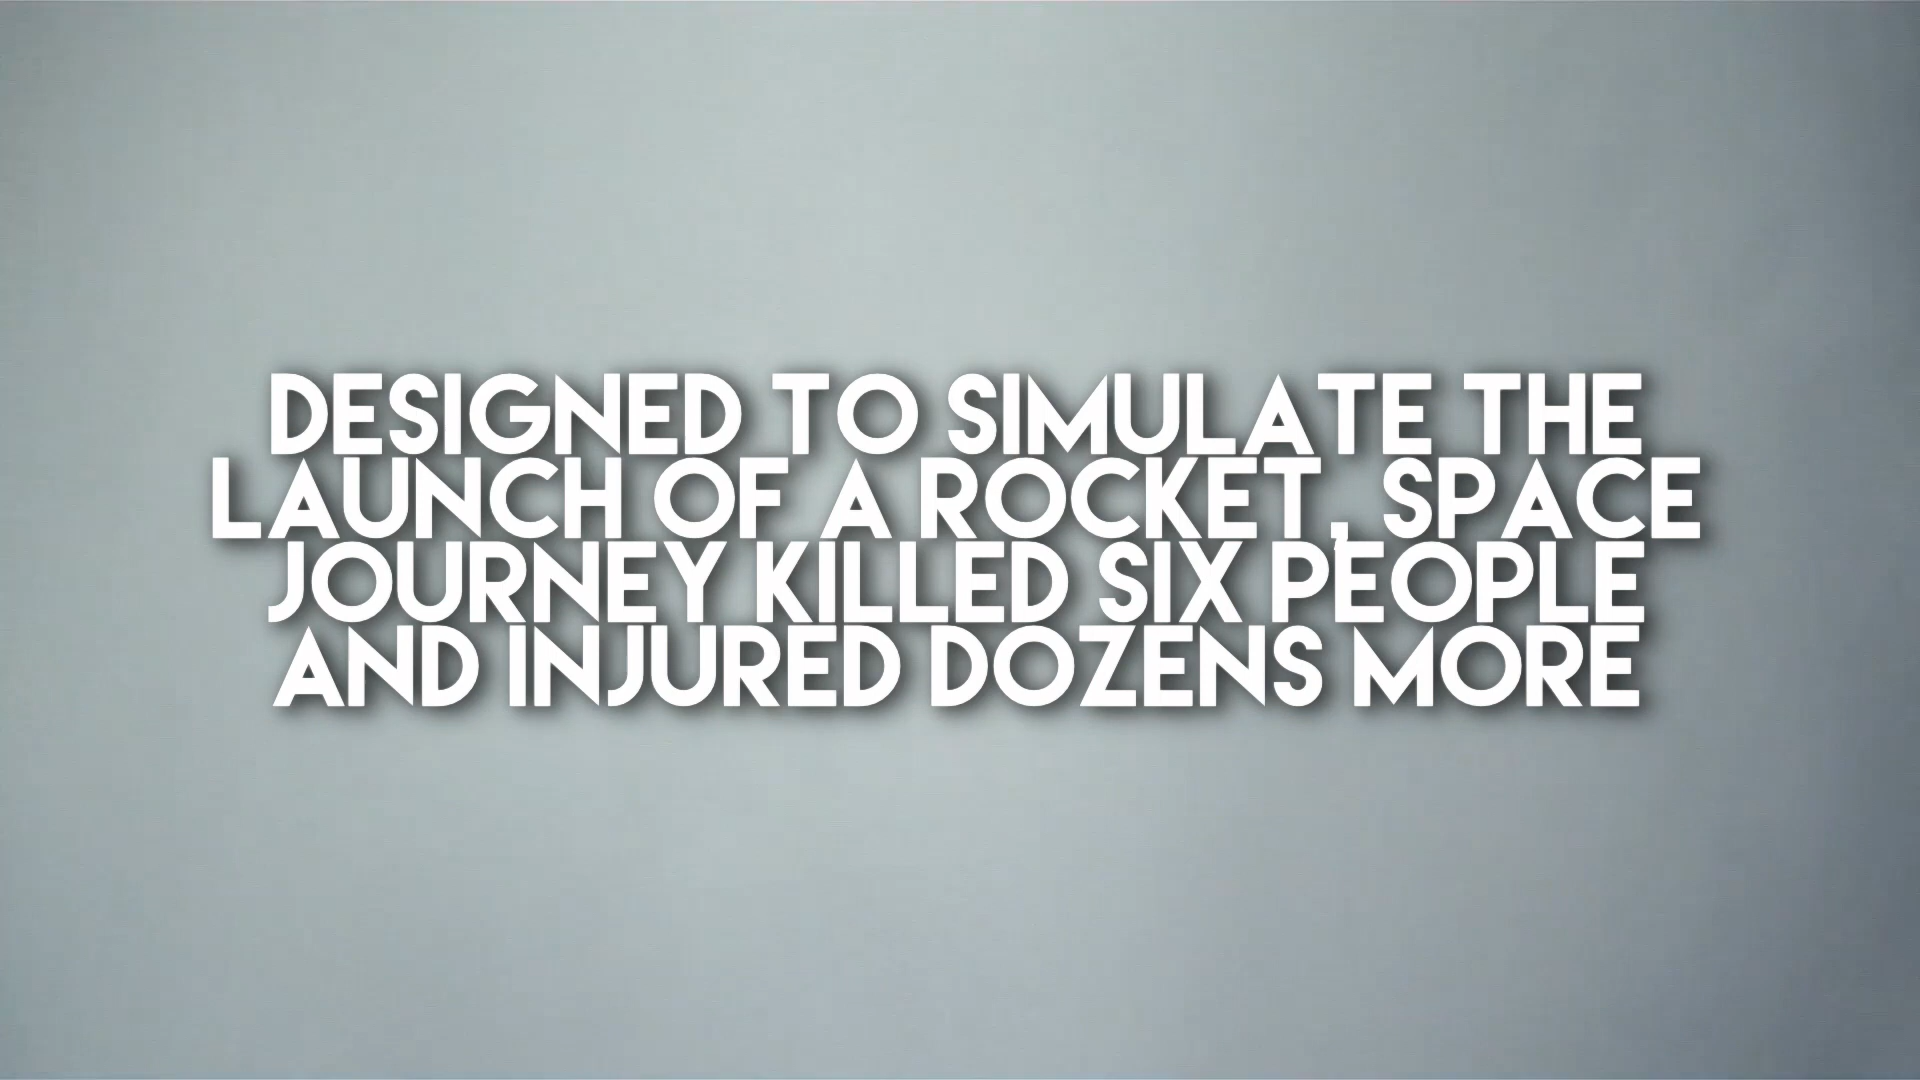 DESIGNED TO SIMULATE THE
LAUNCH OF A ROCKET, SPACE
JOURNEY KILLED SIX PEOPLE
AND INJURED DOZENS MORE